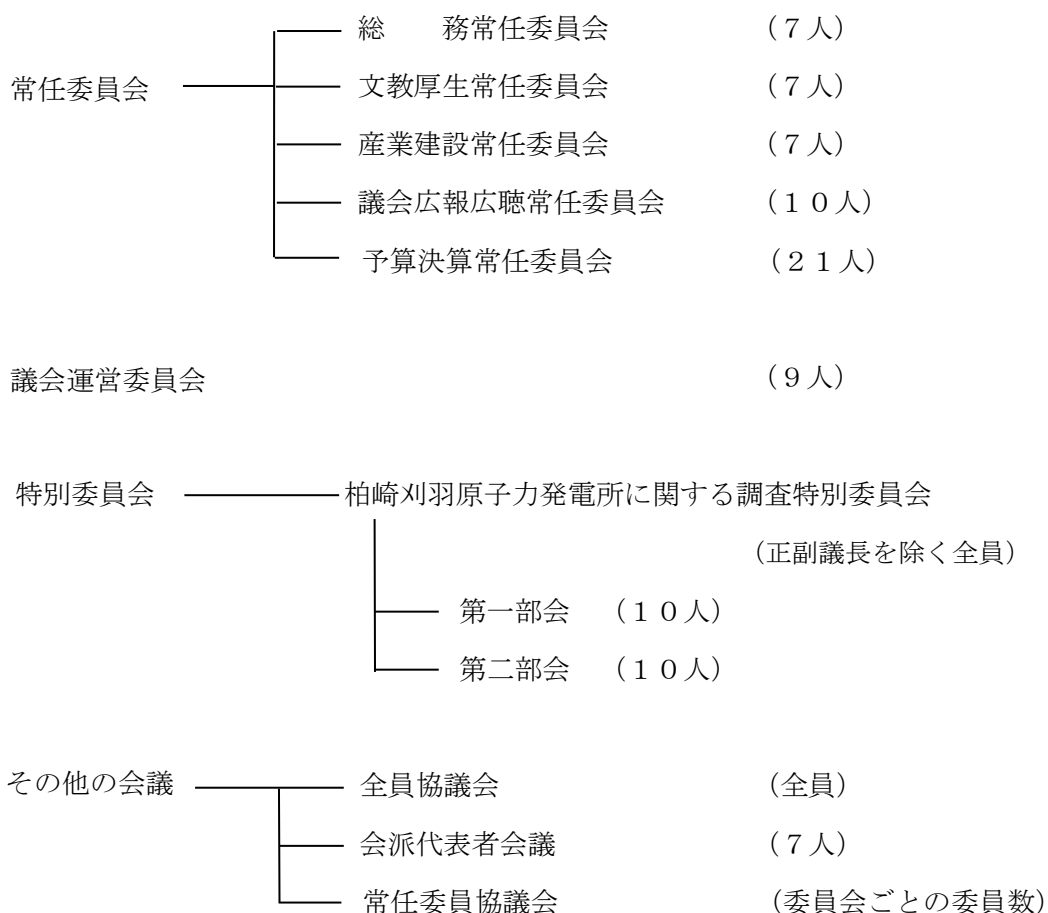 総　務常任委員会　（７人）
常任委員会
文教厚生常任委員会　（７人）
産業建設常任委員会　（７人）
議会広報広聴常任委員会　（１０人）
予算決算常任委員会　（２１人）
議会運営委員会　（９人）
特別委員会　柏崎刈羽原子力発電所に関する調査特別委員会
（正副議長を除く全員）
第一部会　（１０人）
第二部会　（１０人）
その他の会議　全員協議会　（全員）
会派代表者会議　（７人）
常任委員協議会　（委員会ごとの委員数）